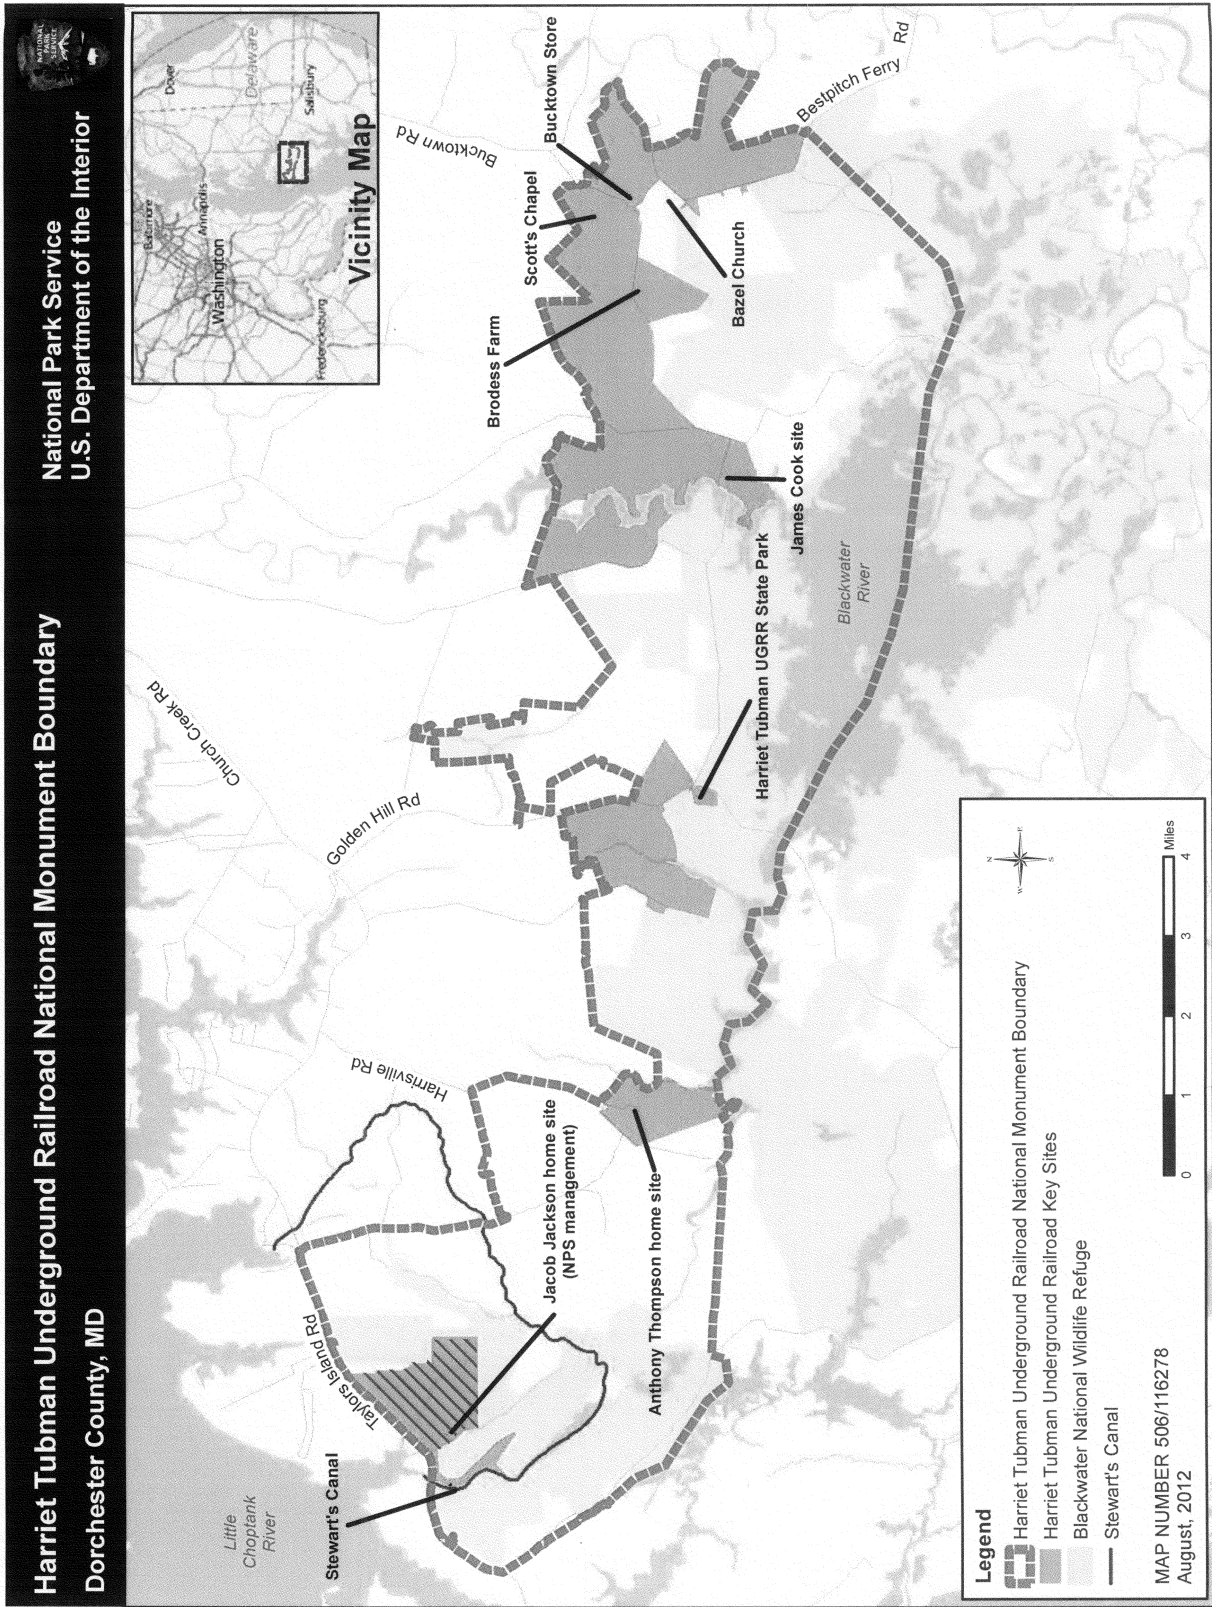 Harriet Tubman Underground Railroad National Monument Boundary
Dorchester County, MD
National Park Service
U.S. Department of the Interior
NATIONAL
PARK
SERVICE
Little
Choptank
River
Stewart's Canal
Taylors Island Rd
Jacob Jackson home site
(NPS management)
Anthony Thompson home site
Harrisville Rd
Golden Hill Rd
Church Creek Rd
Harriet Tubman UGRR State Park
Blackwater
River
James Cook site
Brodess Farm
Scott's Chapel
Bazel Church
Bucktown Store
Bucktown Rd
Bestpitch Ferry
Rd
Baltimore
Annapolis
Washington
Fredericksburg
Dover
Delaware
Salisbury
Vicinity Map
Legend
Harriet Tubman Underground Railroad National Monument Boundary
Harriet Tubman Underground Railroad Key Sites
Blackwater National Wildlife Refuge
Stewart's Canal
MAP NUMBER 506/116278
August, 2012
N
W
E
S
0 1 2 3 4
Miles